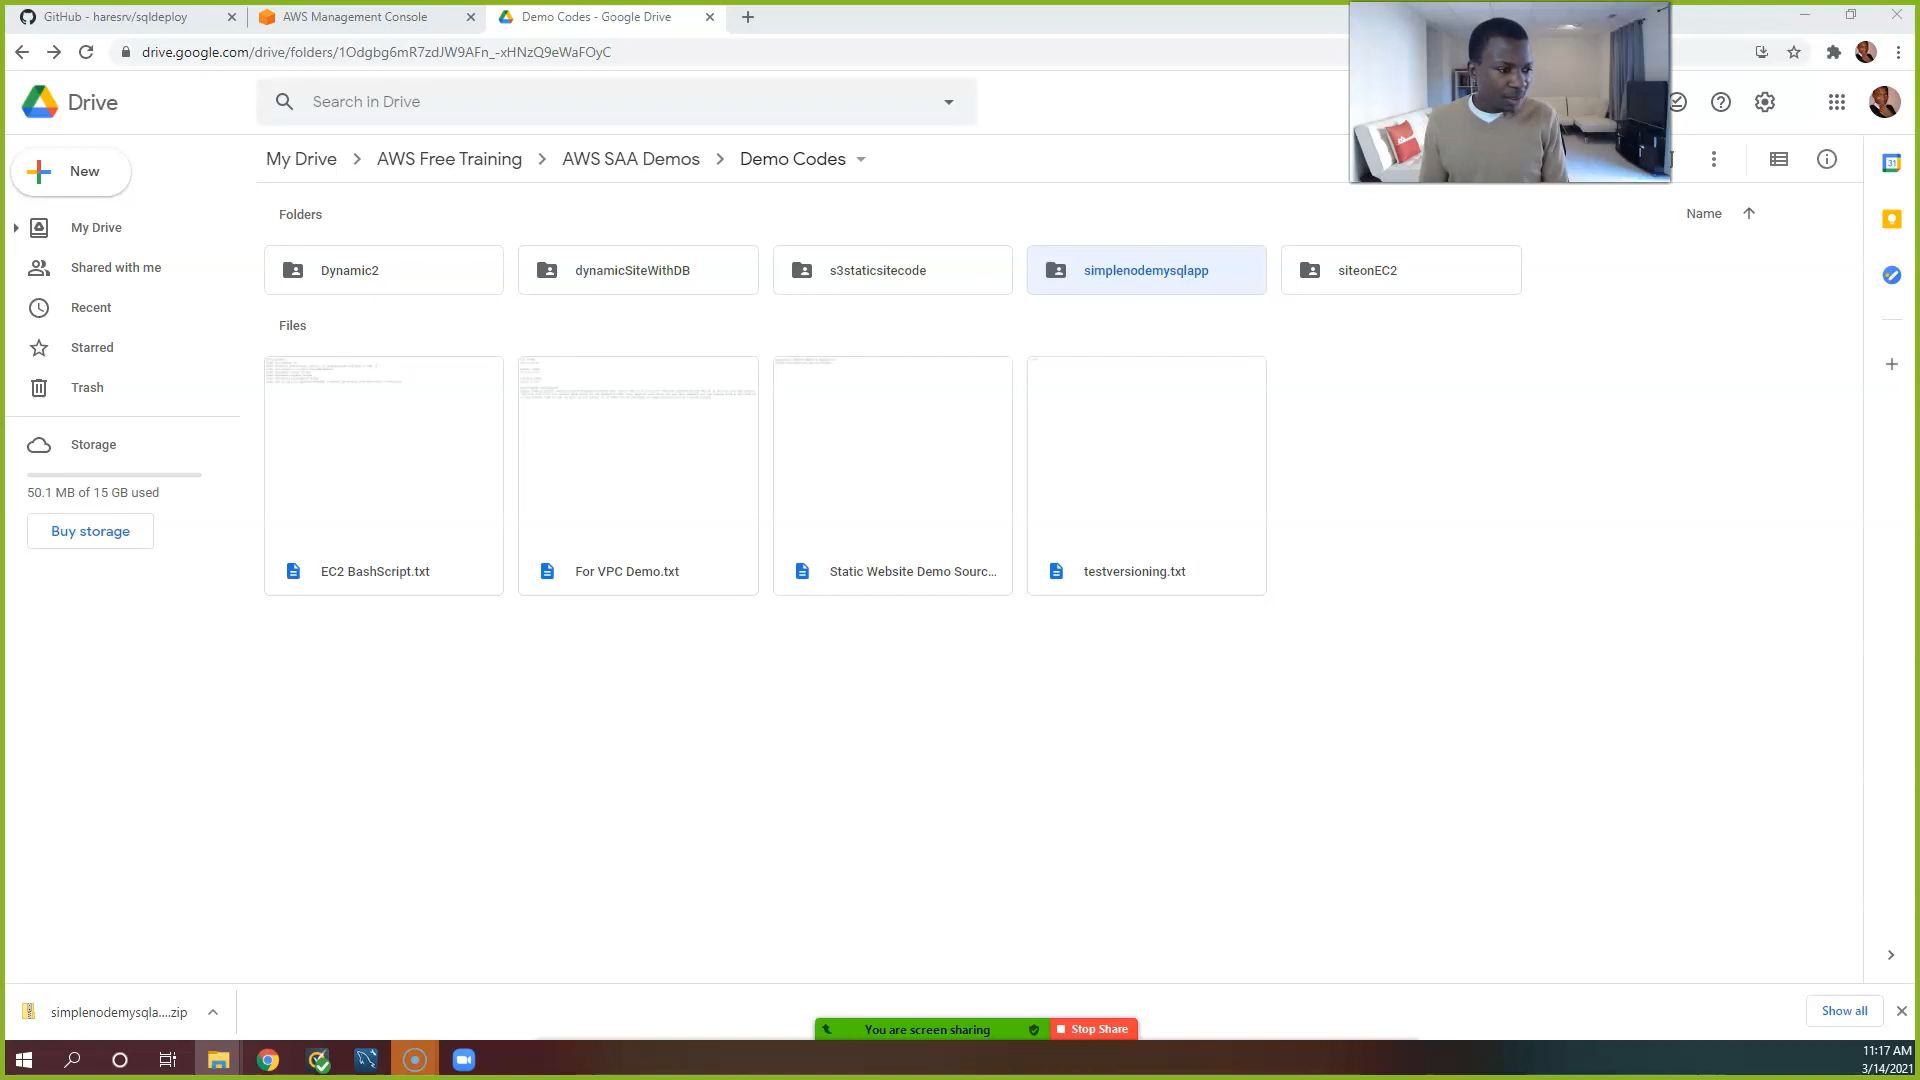 GitHub - haresrv/sqldeploy
AWS Management Console
Demo Codes - Google Drive
drive.google.com/drive/folders/1Odgbg6mR7zdJW9AFn_-xHNzQ9eWaFOyC
Drive
Search in Drive
New
My Drive > AWS Free Training > AWS SAA Demos > Demo Codes
My Drive
Shared with me
Recent
Starred
Trash
Storage
50.1 MB of 15 GB used
Buy storage
Folders
Name
Dynamic2
dynamicSiteWithDB
s3staticsitecode
simplenodemysqlapp
siteonEC2
Files
EC2 BashScript.txt
For VPC Demo.txt
Static Website Demo Sourc...
testversioning.txt
31
simplenodemysqla....zip
Show all
You are screen sharing
Stop Share
11:17 AM
3/14/2021